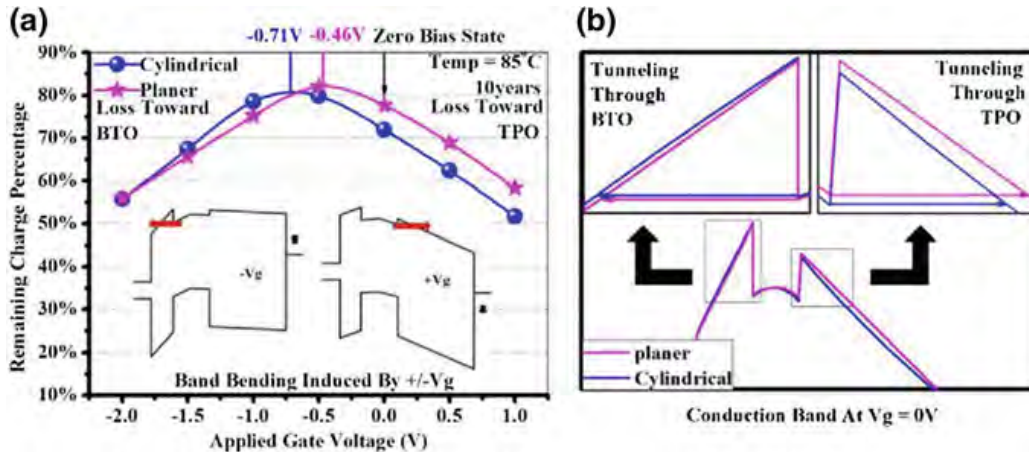 (a)
-0.71V -0.46V Zero Bias State
90%
80%
70%
60%
50%
40%
30%
20%
10%
Remaining Charge Percentage
Cylindrical
Planer
Loss Toward
BTO
Temp = 85°C
10years
Loss Toward
TPO
-Vg
+Vg
Band Bending Induced By +/-Vg
-2.0 -1.5 -1.0 -0.5 0.0 0.5 1.0
Applied Gate Voltage (V)
(b)
Tunneling
Through
BTO
Tunneling
Through
TPO
planer
Cylindrical
Conduction Band At Vg = 0V